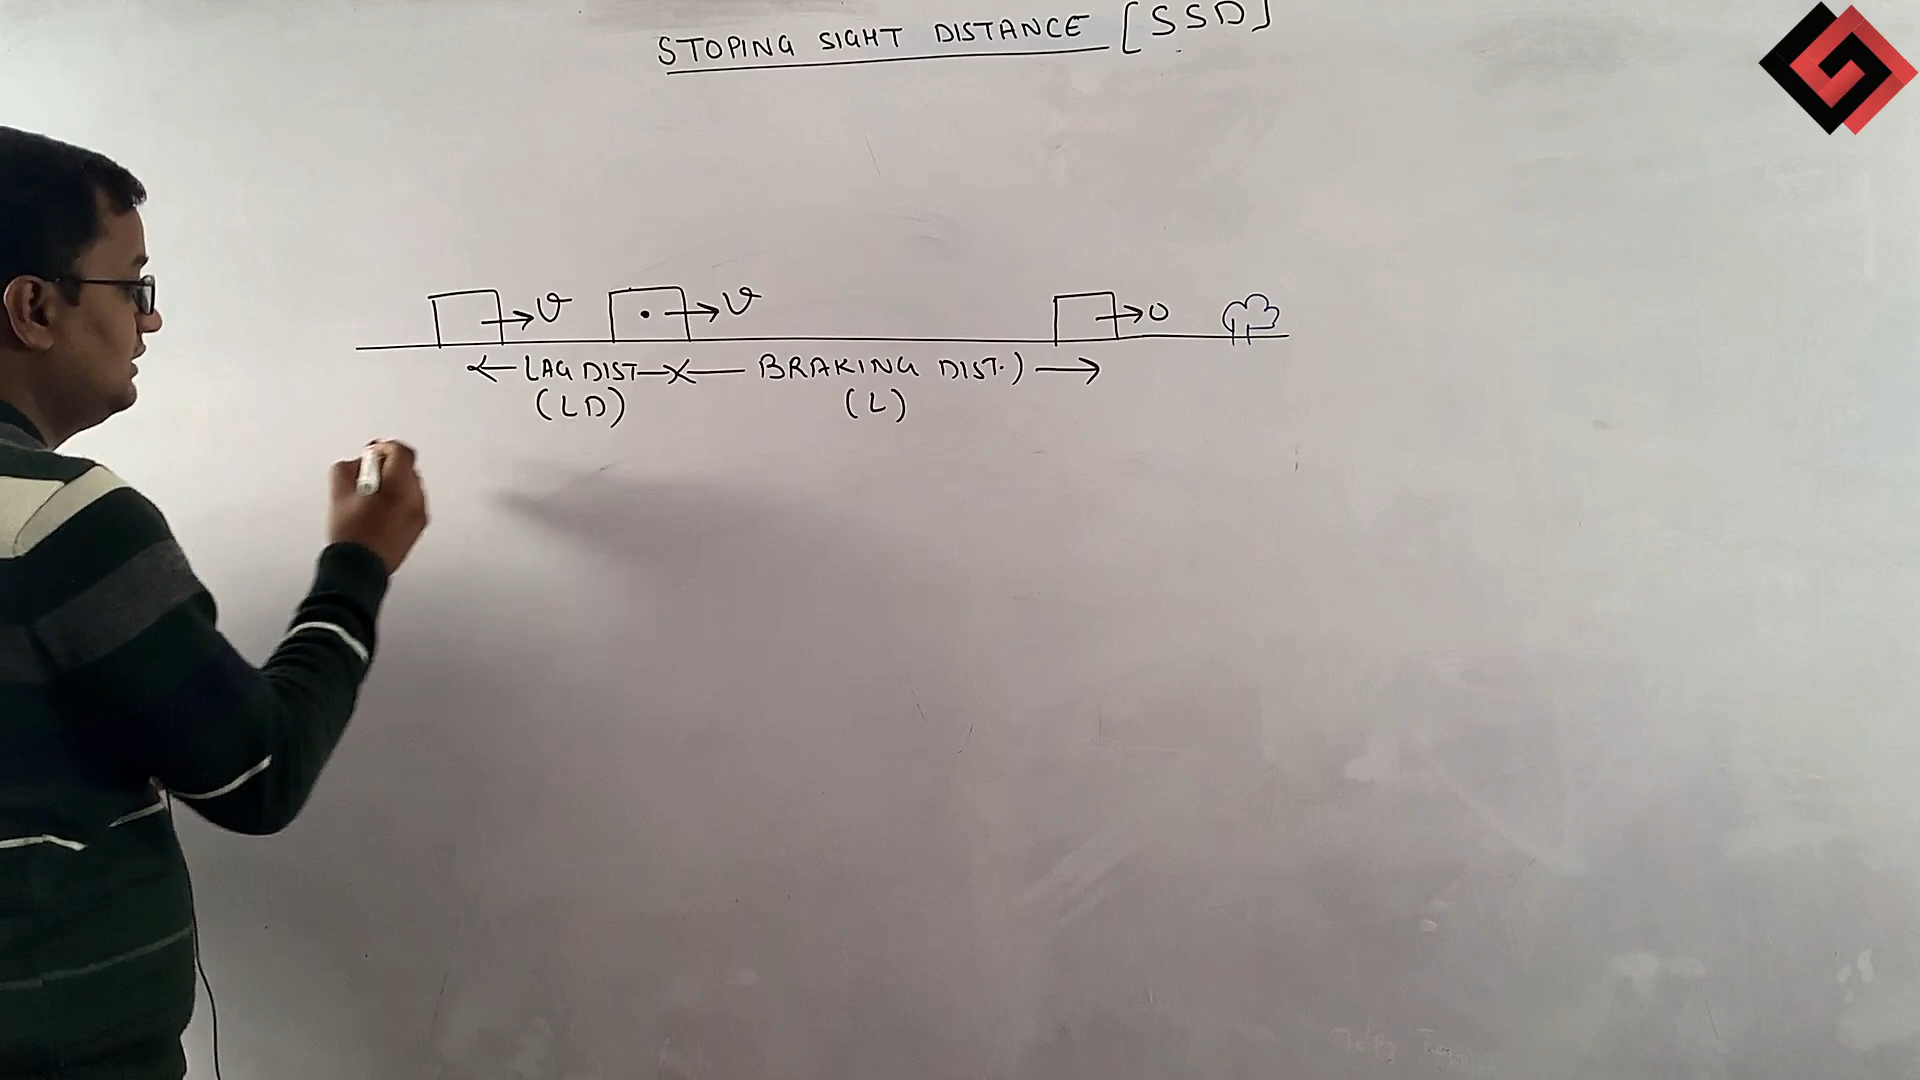 STOPING SIGHT DISTANCE [SSD]
v v 0
LAG DIST BRAKING DIST.)
(LD) (L)